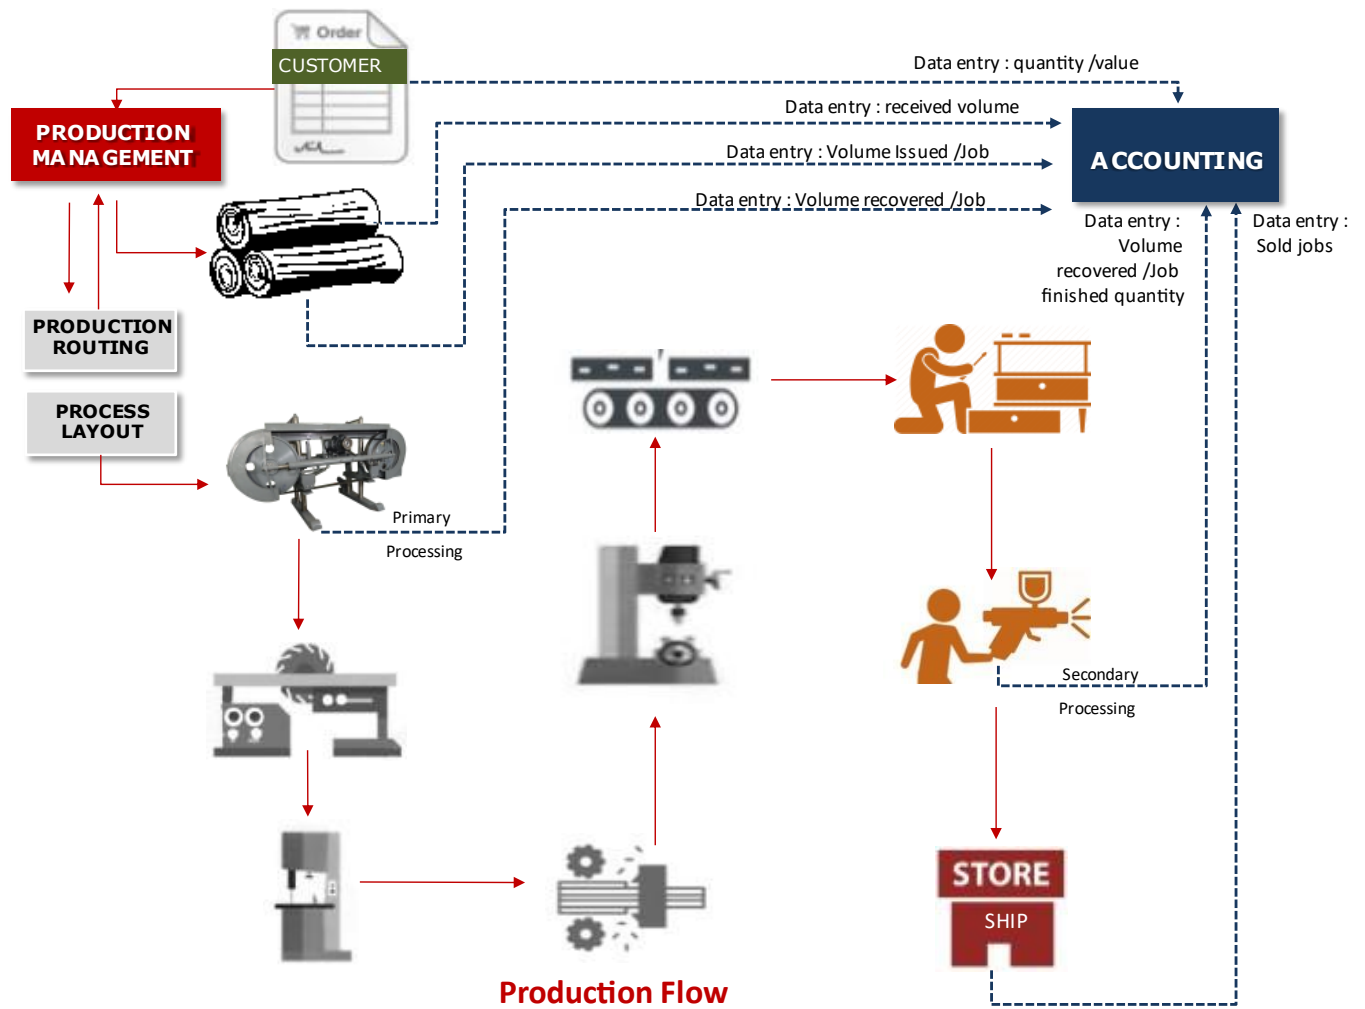 Order
CUSTOMER
Data entry : quantity /value
PRODUCTION
MANAGEMENT
Data entry : received volume
Data entry : Volume Issued /Job
ACCOUNTING
Data entry : Volume recovered /Job
Data entry :
Volume
recovered /Job
finished quantity
Data entry :
Sold jobs
PRODUCTION
ROUTING
PROCESS
LAYOUT
Primary
Processing
Secondary
Processing
STORE
SHIP
Production Flow